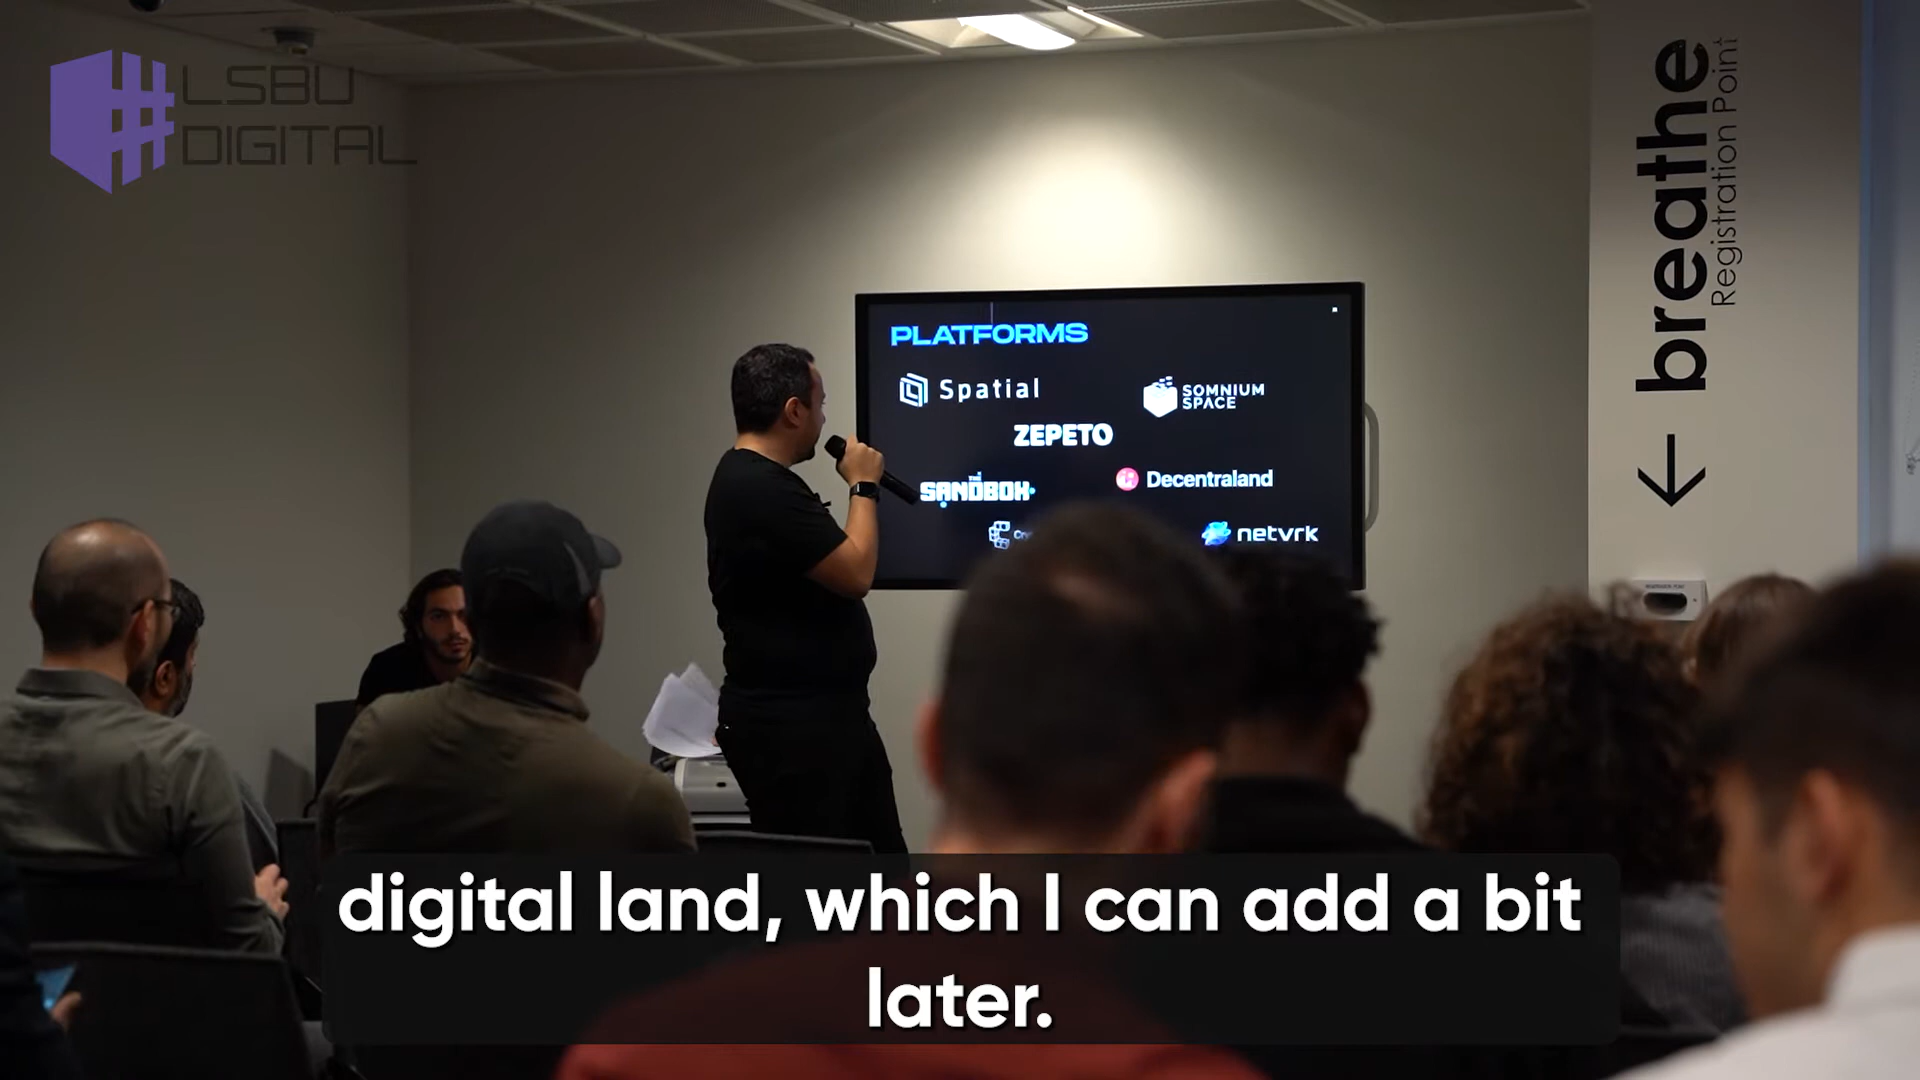 LSBU
DIGITAL
breathe
Registration Point
PLATFORMS
Spatial
SOMNIUM
SPACE
ZEPETO
THE
SANDBOX
Decentraland
netvrk
digital land, which I can add a bit
later.